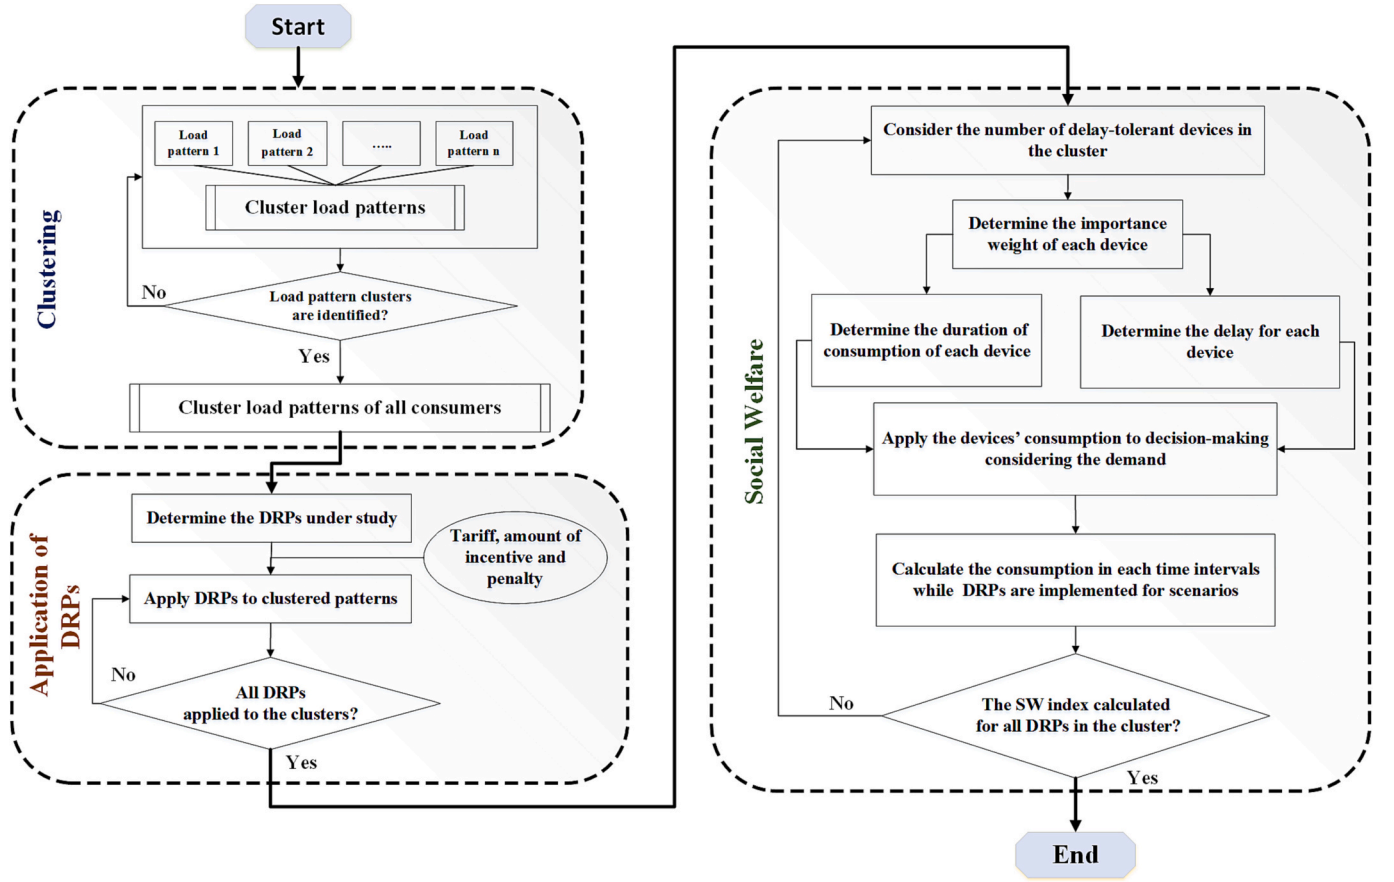 Start
Clustering
Load
pattern 1
Load
pattern 2
.....
Load
pattern n
Cluster load patterns
No
Load pattern clusters
are identified?
Yes
Cluster load patterns of all consumers
Application of
DRPs
Determine the DRPs under study
Tariff, amount of
incentive and
penalty
Apply DRPs to clustered patterns
No
All DRPs
applied to the clusters?
Yes
Social Welfare
Consider the number of delay-tolerant devices in
the cluster
Determine the importance
weight of each device
Determine the duration of
consumption of each device
Determine the delay for each
device
Apply the devices' consumption to decision-making
considering the demand
Calculate the consumption in each time intervals
while DRPs are implemented for scenarios
No
The SW index calculated
for all DRPs in the cluster?
Yes
End